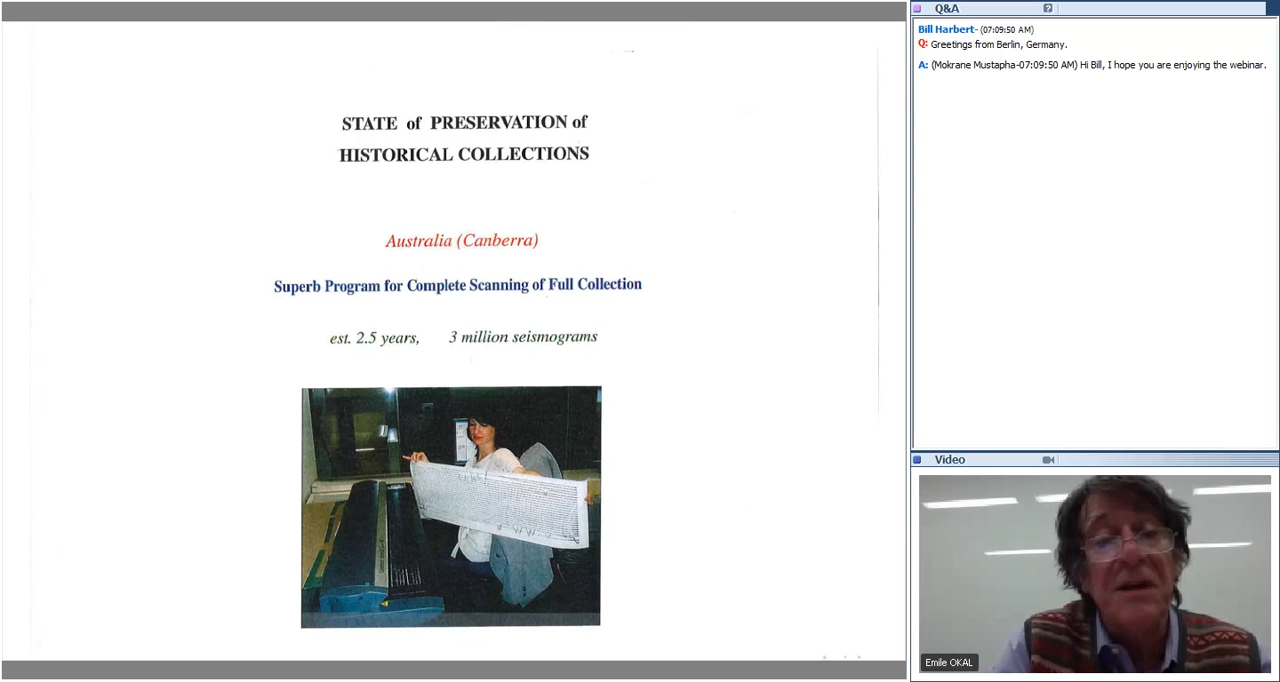 STATE of PRESERVATION of
HISTORICAL COLLECTIONS
Australia (Canberra)
Superb Program for Complete Scanning of Full Collection
est. 2.5 years, 3 million seismograms
Q&A
Bill Harbert- (07:09:50 AM)
Q: Greetings from Berlin, Germany.
A: (Mokrane Mustapha-07:09:50 AM) Hi Bill, I hope you are enjoying the webinar.
Video
Emile OKAL